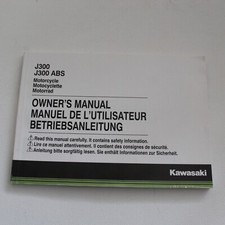 J300
J300 ABS
Motorcycle
Motocyclette
Motorrad
OWNER'S MANUAL
MANUEL DE L'UTILISATEUR
BETRIEBSANLEITUNG
Read this manual carefully. It contains safety information.
Lire ce manuel attentivement. Il contient des consignes de sécurité.
Anleitung bitte sorgfältig lesen. Sie enthält Informationen zur Sicherheit.
Kawasaki